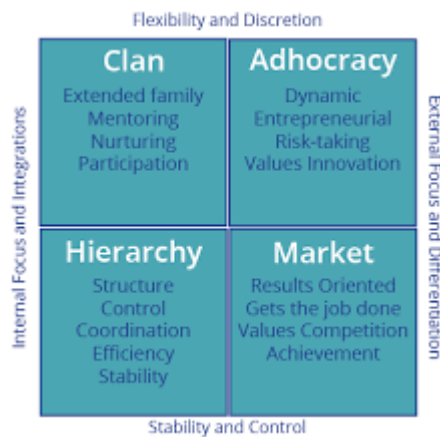 Flexibility and Discretion
Clan
Extended family
Mentoring
Nurturing
Participation
Adhocracy
Dynamic
Entrepreneurial
Risk-taking
Values Innovation
Internal Focus and Integrations
External Focus and Differentiation
Hierarchy
Structure
Control
Coordination
Efficiency
Stability
Market
Results Oriented
Gets the job done
Values Competition
Achievement
Stability and Control